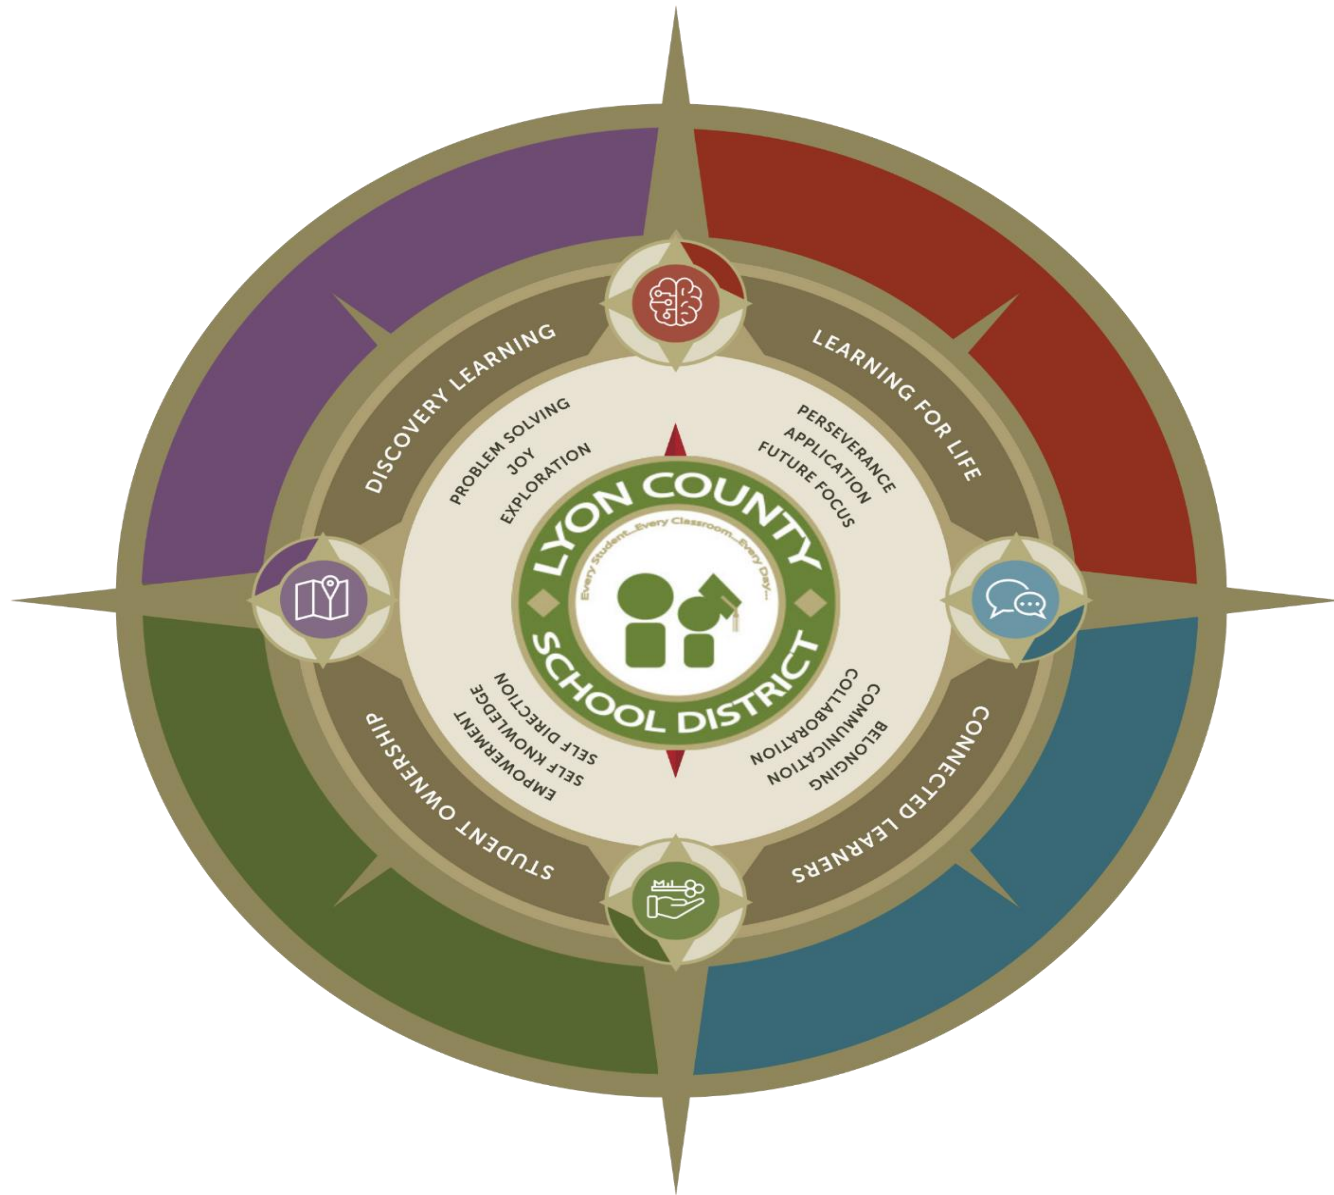 DISCOVERY LEARNING
LEARNING FOR LIFE
PROBLEM SOLVING
JOY
EXPLORATION
PERSEVERANCE
APPLICATION
FUTURE FOCUS
LYON COUNTY
Every Student...Every Classroom...Every Day...
SCHOOL DISTRICT
SELF DIRECTION
SELF KNOWLEDGE
EMPOWERMENT
COLLABORATION
COMMUNICATION
BELONGING
STUDENT OWNERSHIP
CONNECTED LEARNERS